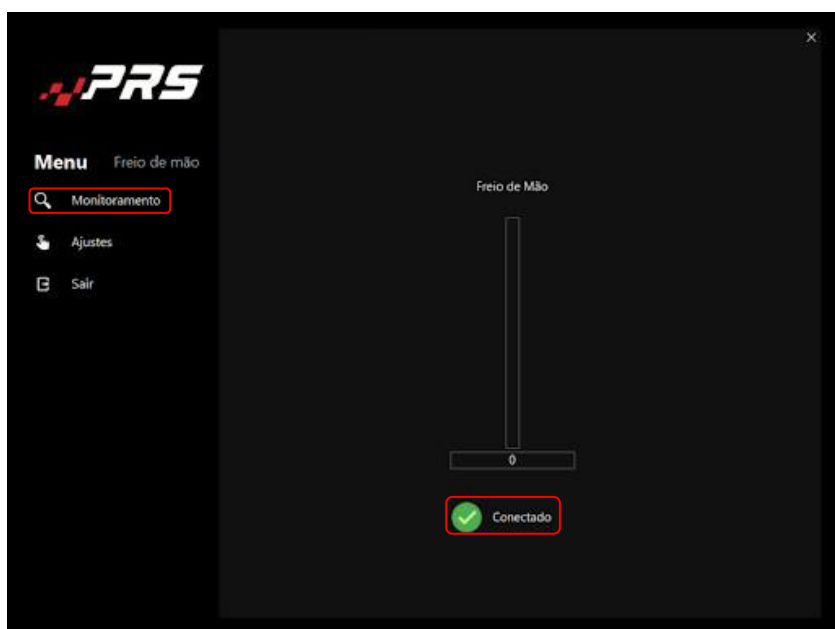 PRS
Menu Freio de mão
Monitoramento
Ajustes
Sair
Freio de Mão
0
Conectado